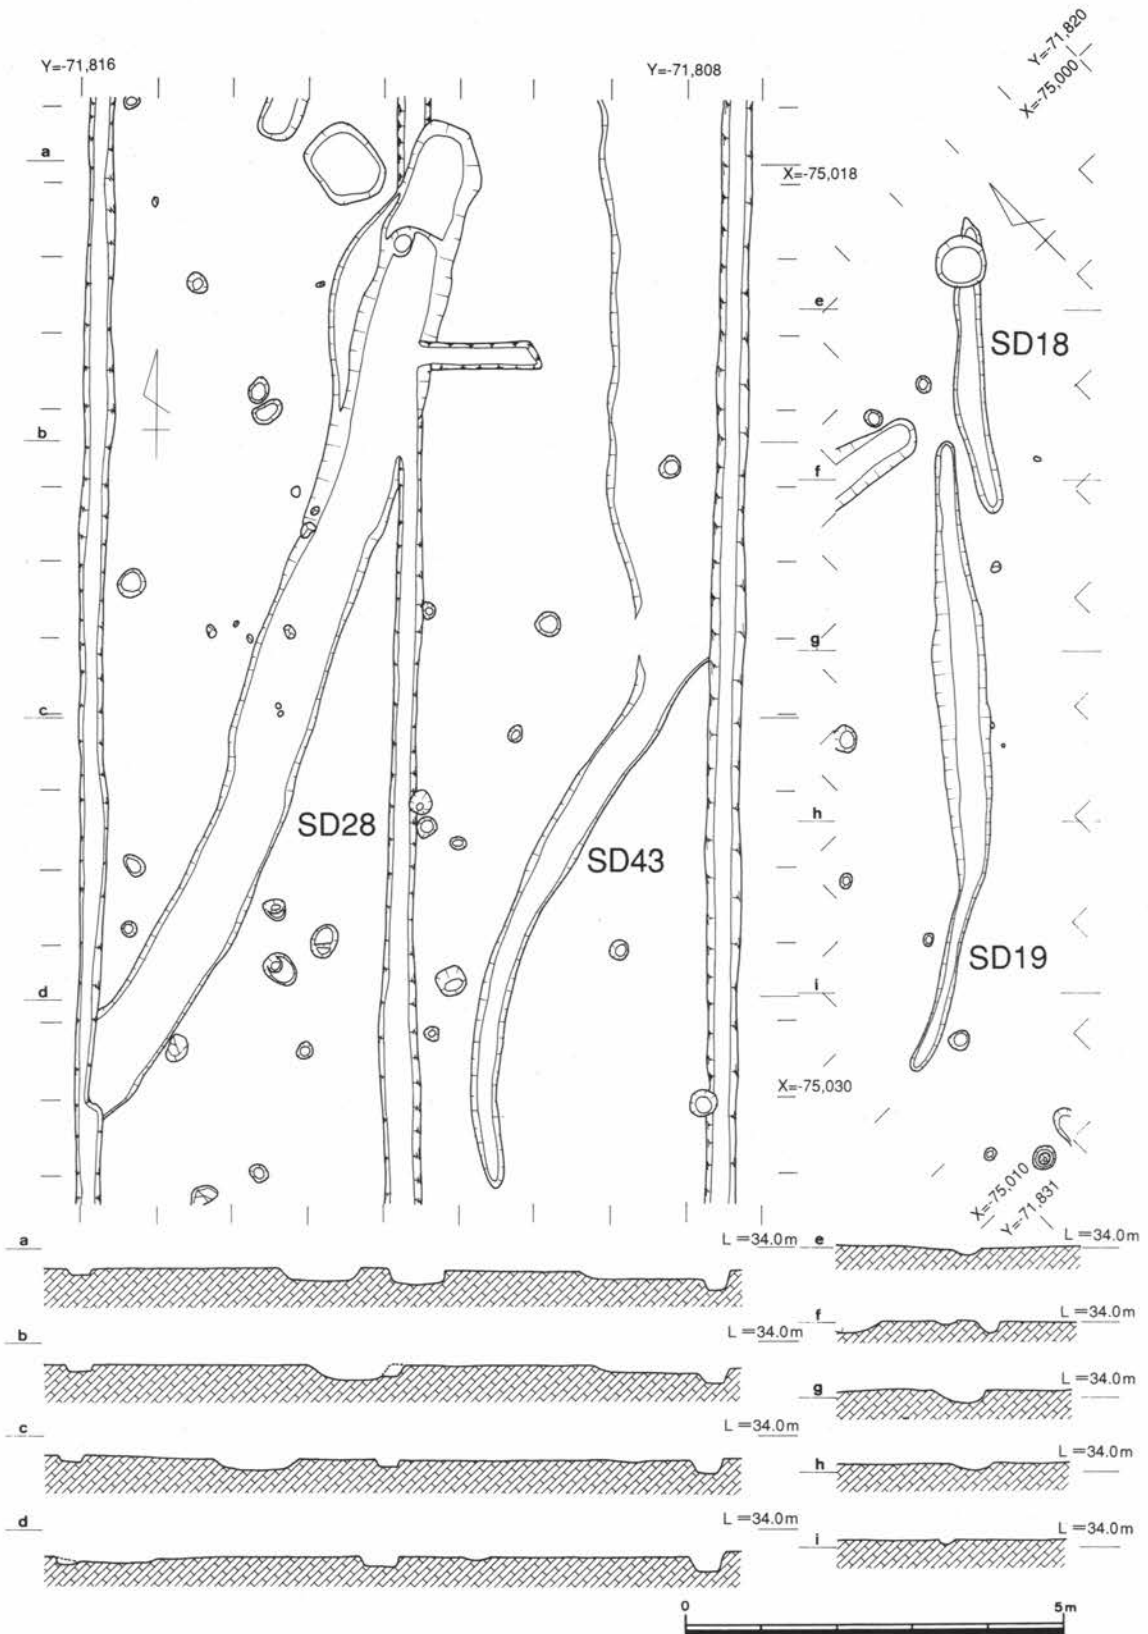 Y=-71,816
Y=-71,808
Y=-71,820
X=-75,000
a
X=-75,018
e
SD18
b
f
g
c
SD28
SD43
h
SD19
d
i
X=-75,030
X=-75,010
Y=-71,831
a
L=34.0m
e
L=34.0m
b
L=34.0m
f
L=34.0m
g
L=34.0m
c
L=34.0m
h
L=34.0m
d
L=34.0m
i
L=34.0m
0
5m